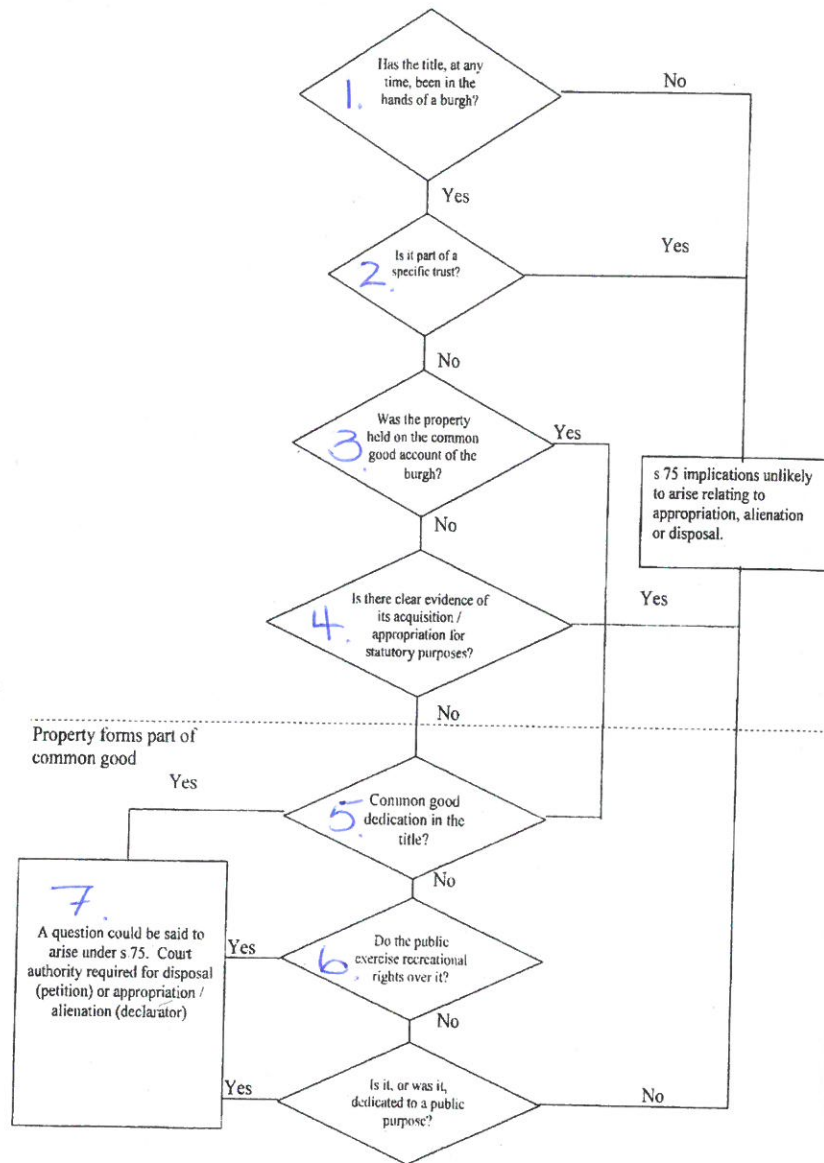 Has the title, at any
time, been in the
hands of a burgh?
1.
No
Yes
Is it part of a
specific trust?
2.
Yes
No
Was the property
held on the common
good account of the
burgh?
3.
Yes
s 75 implications unlikely
to arise relating to
appropriation, alienation
or disposal.
No
Is there clear evidence of
its acquisition /
appropriation for
statutory purposes?
4.
Yes
No
Property forms part of
common good
Yes
Common good
dedication in the
title?
5.
No
7.
A question could be said to
arise under s.75. Court
authority required for disposal
(petition) or appropriation /
alienation (declarator)
Yes
Do the public
exercise recreational
rights over it?
6.
No
Yes
Is it, or was it,
dedicated to a public
purpose?
No